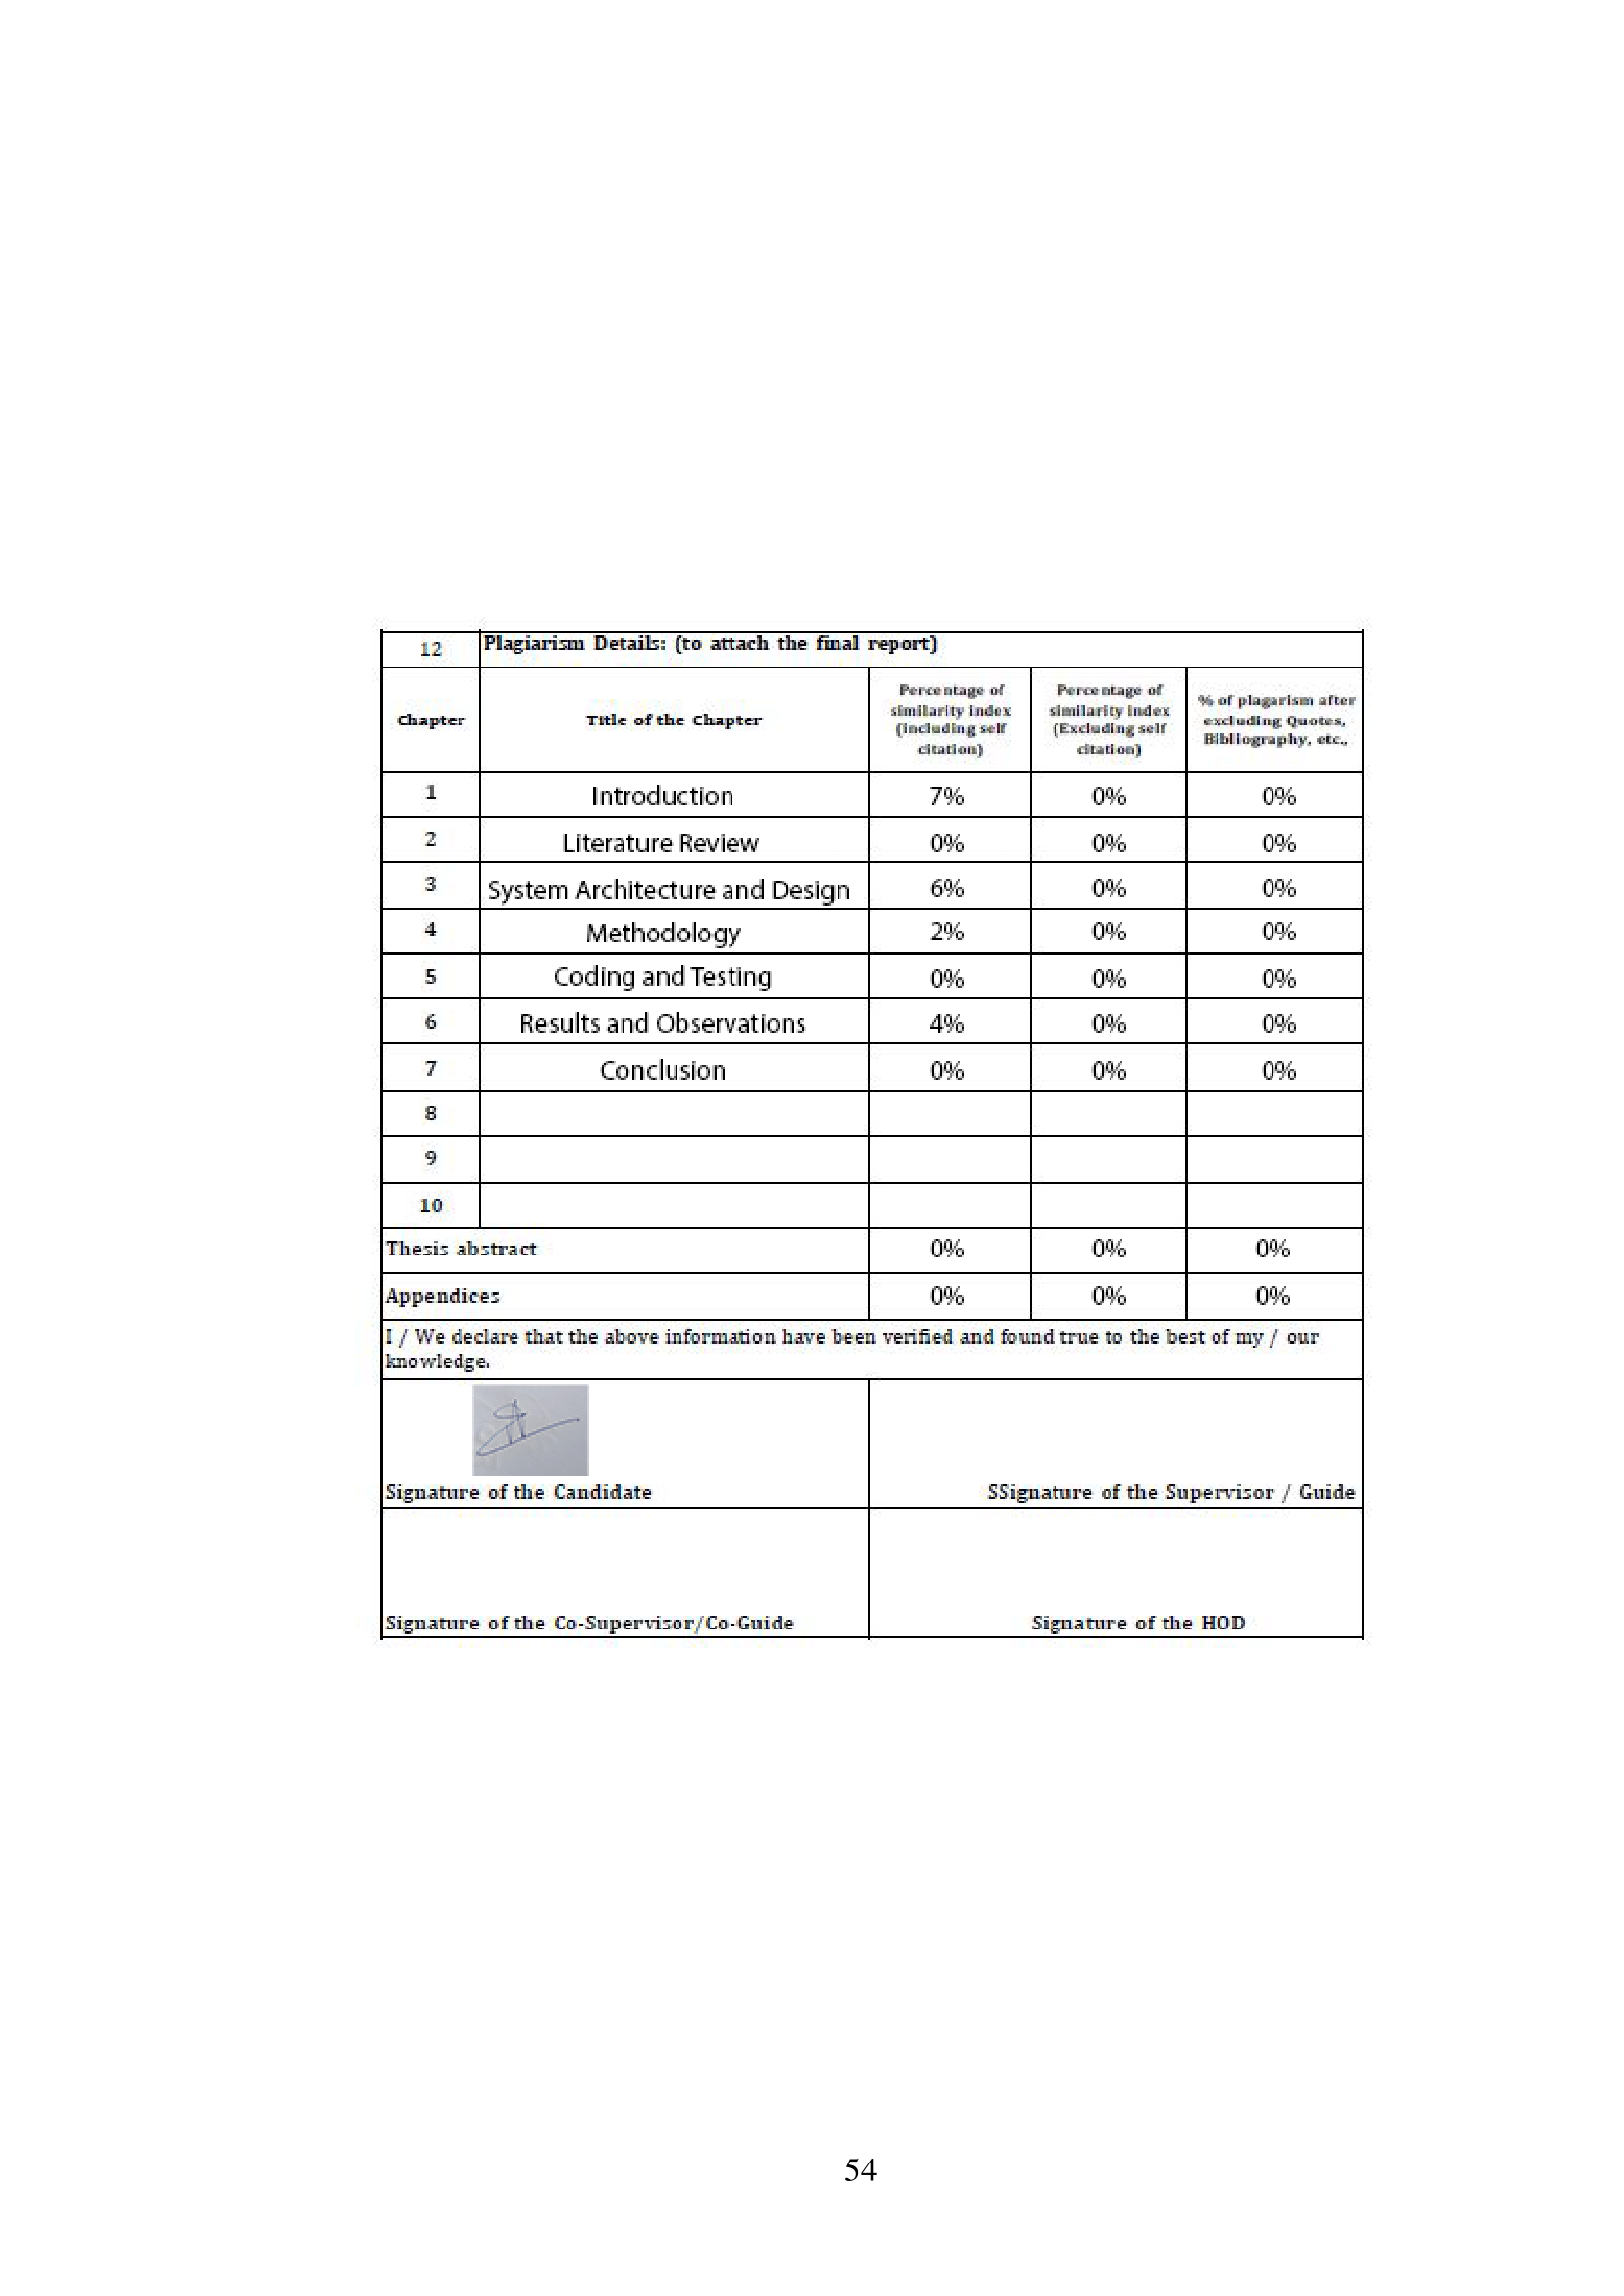 12 Plagiarism Details: (to attach the final report)
Chapter Title of the Chapter Percentage of similarity index (including self citation) Percentage of similarity index (Excluding self citation) % of plagarism after excluding Quotes, Bibliography, etc.,
1 Introduction 7% 0% 0%
2 Literature Review 0% 0% 0%
3 System Architecture and Design 6% 0% 0%
4 Methodology 2% 0% 0%
5 Coding and Testing 0% 0% 0%
6 Results and Observations 4% 0% 0%
7 Conclusion 0% 0% 0%
8
9
10
Thesis abstract 0% 0% 0%
Appendices 0% 0% 0%
I / We declare that the above information have been verified and found true to the best of my / our
knowledge.
Signature of the Candidate SSignature of the Supervisor / Guide
Signature of the Co-Supervisor/Co-Guide Signature of the HOD
54